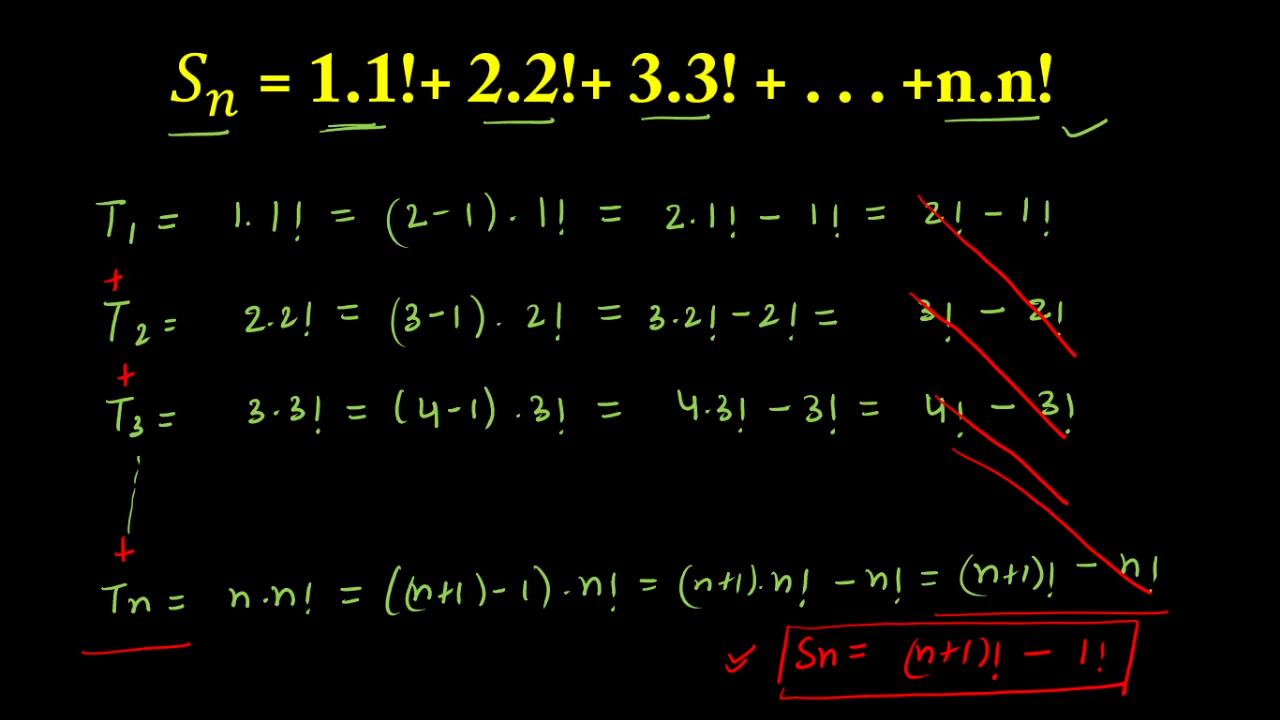 Sn = 1.1!+ 2.2!+ 3.3! + . . . +n.n!
T1 = 1.1! = (2-1).1! = 2.1! - 1! = 2! - 1!
+
T2 = 2.2! = (3-1).2! = 3.2! - 2! = 3! - 2!
+
T3 = 3.3! = (4-1).3! = 4.3! - 3! = 4! - 3!
+
Tn = n.n! = ((n+1)-1).n! = (n+1).n! - n! = (n+1)! - n!
Sn = (n+1)! - 1!